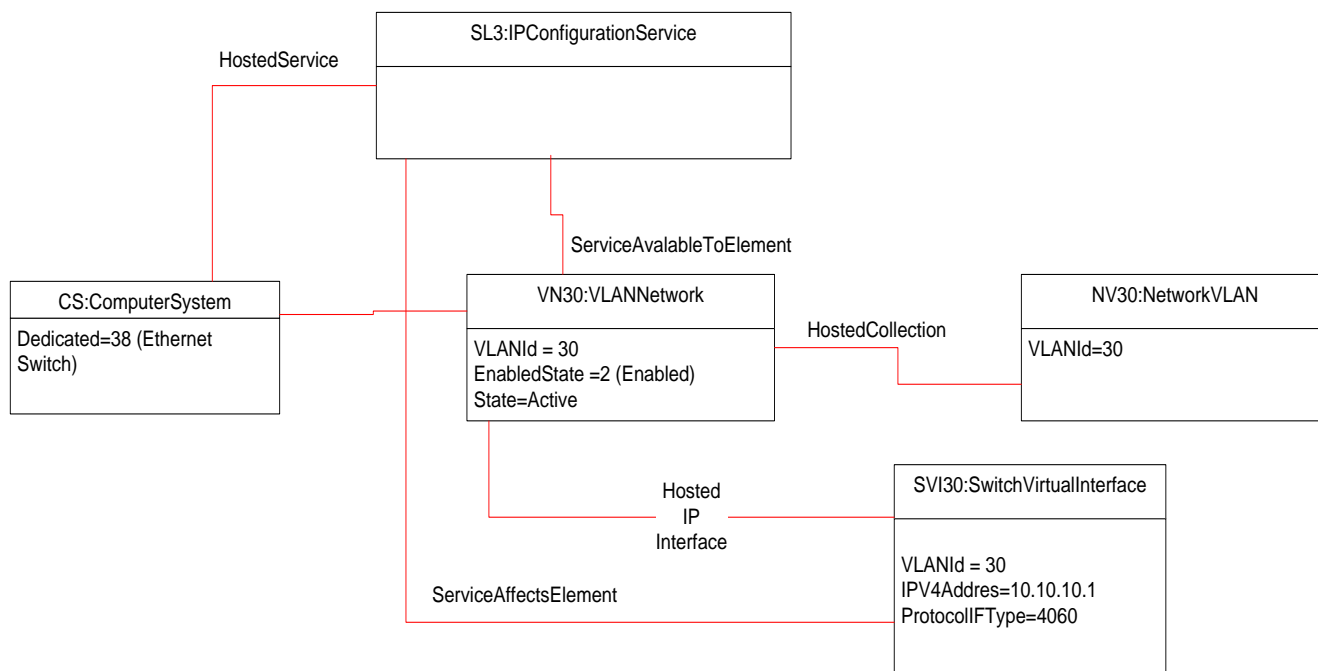 SL3:IPConfigurationService
HostedService
ServiceAvalableToElement
CS:ComputerSystem
Dedicated=38 (Ethernet
Switch)
VN30:VLANNetwork
VLANId = 30
EnabledState =2 (Enabled)
State=Active
HostedCollection
NV30:NetworkVLAN
VLANId=30
Hosted
IP
Interface
SVI30:SwitchVirtualInterface
VLANId = 30
IPV4Addres=10.10.10.1
ProtocolIFType=4060
ServiceAffectsElement